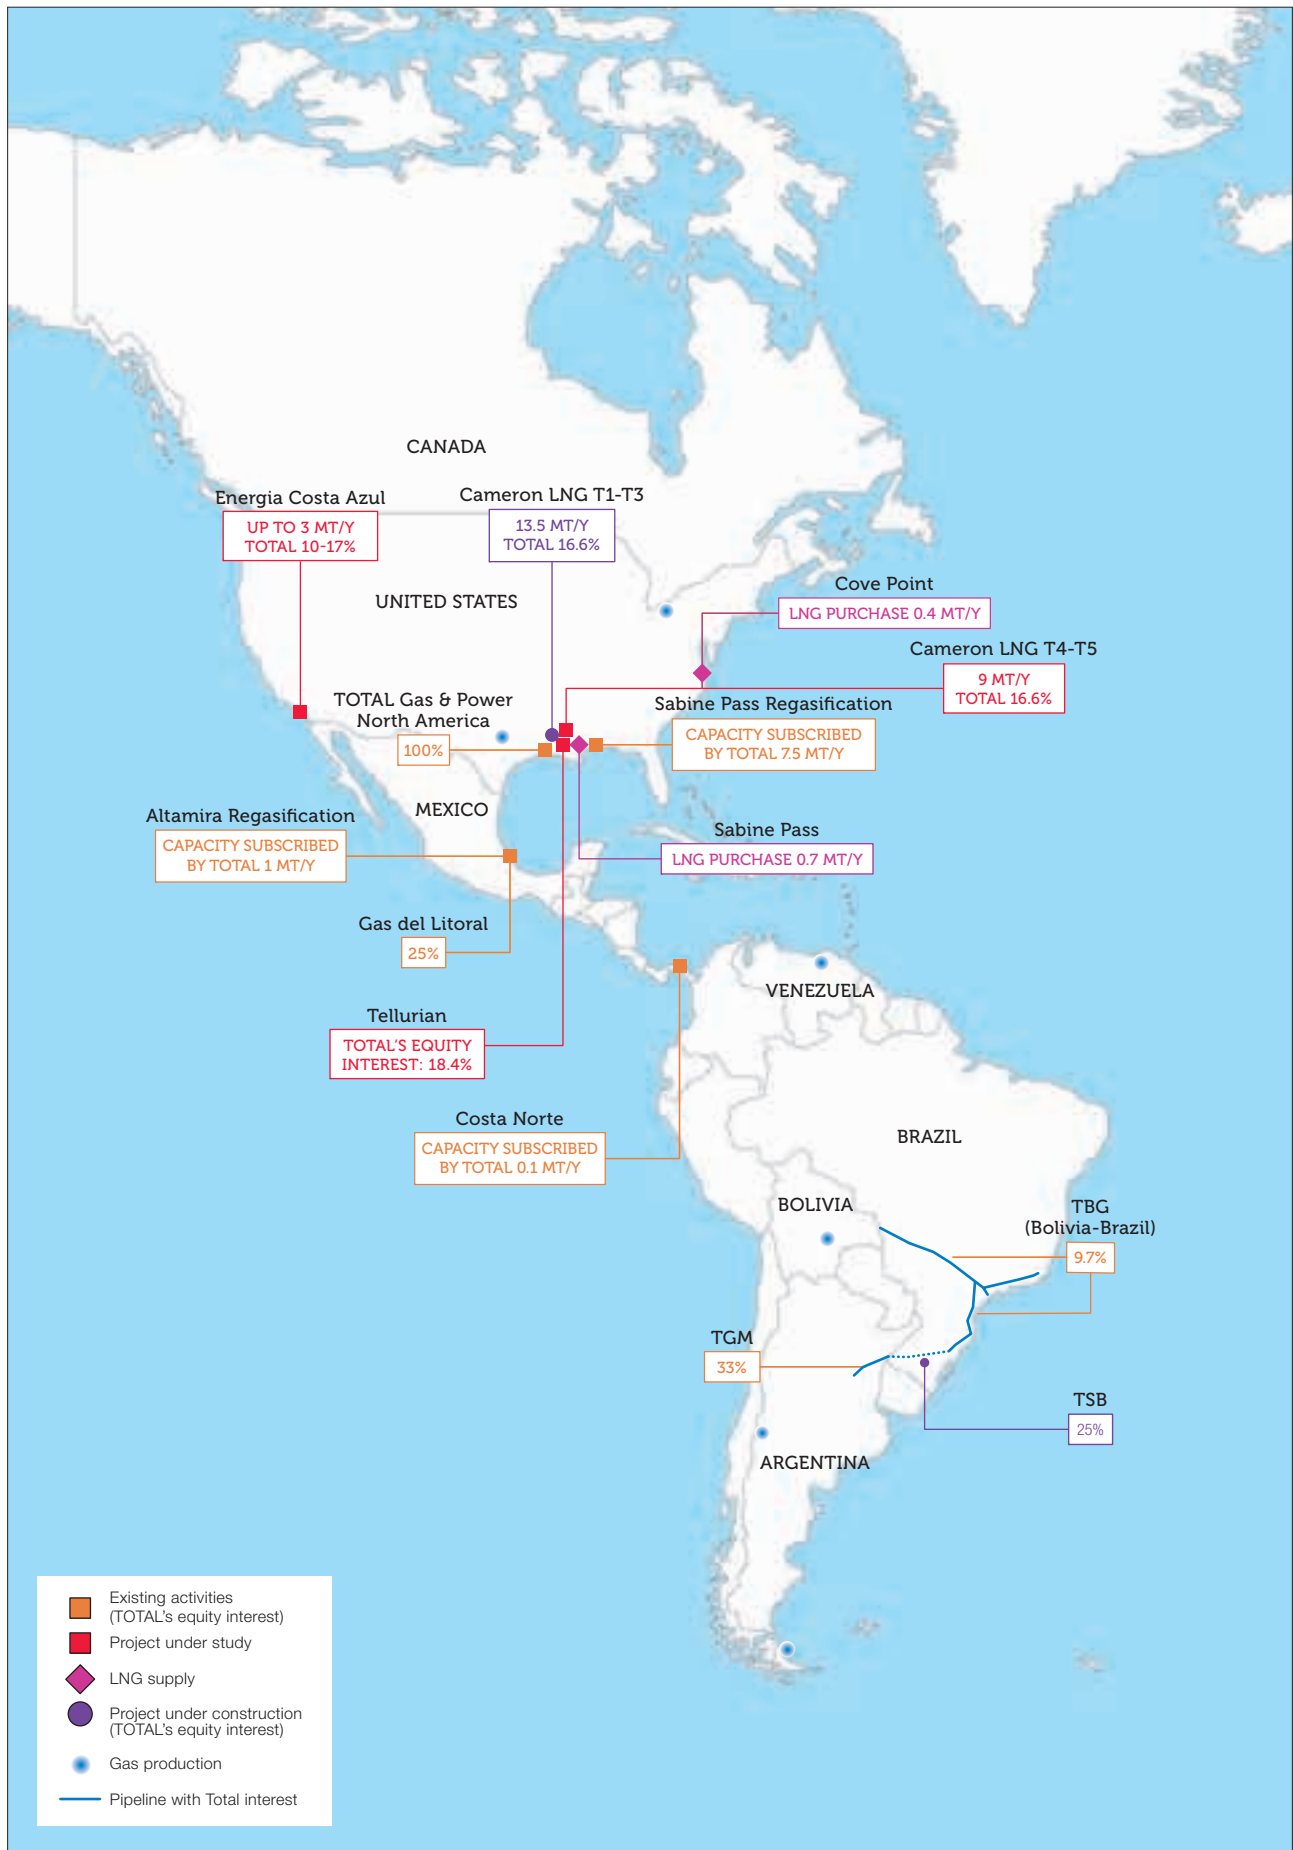 CANADA
Energia Costa Azul
UP TO 3 MT/Y
TOTAL 10-17%
Cameron LNG T1-T3
13.5 MT/Y
TOTAL 16.6%
UNITED STATES
Cove Point
LNG PURCHASE 0.4 MT/Y
Cameron LNG T4-T5
9 MT/Y
TOTAL 16.6%
TOTAL Gas & Power
North America
100%
Sabine Pass Regasification
CAPACITY SUBSCRIBED
BY TOTAL 7.5 MT/Y
MEXICO
Altamira Regasification
CAPACITY SUBSCRIBED
BY TOTAL 1 MT/Y
Sabine Pass
LNG PURCHASE 0.7 MT/Y
Gas del Litoral
25%
VENEZUELA
Tellurian
TOTAL'S EQUITY
INTEREST: 18.4%
Costa Norte
CAPACITY SUBSCRIBED
BY TOTAL 0.1 MT/Y
BRAZIL
BOLIVIA
TBG
(Bolivia-Brazil)
9.7%
TGM
33%
TSB
25%
ARGENTINA
Existing activities
(TOTAL's equity interest)
Project under study
LNG supply
Project under construction
(TOTAL's equity interest)
Gas production
Pipeline with Total interest